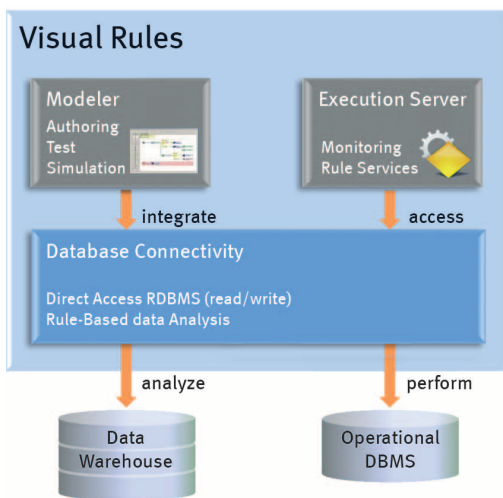 Visual Rules
Modeler
Authoring
Test
Simulation
Execution Server
Monitoring
Rule Services
integrate
access
Database Connectivity
Direct Access RDBMS (read/write)
Rule-Based data Analysis
analyze
perform
Data
Warehouse
Operational
DBMS